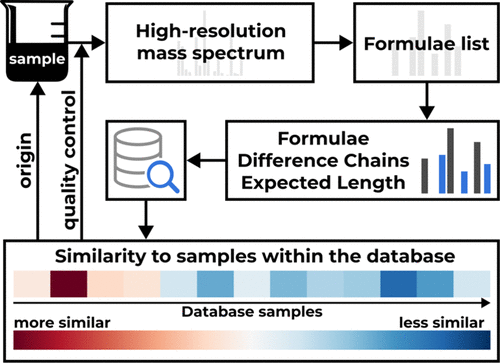 sample
High-resolution
mass spectrum
Formulae list
origin
quality control
Formulae
Difference Chains
Expected Length
Similarity to samples within the database
Database samples
more similar
less similar